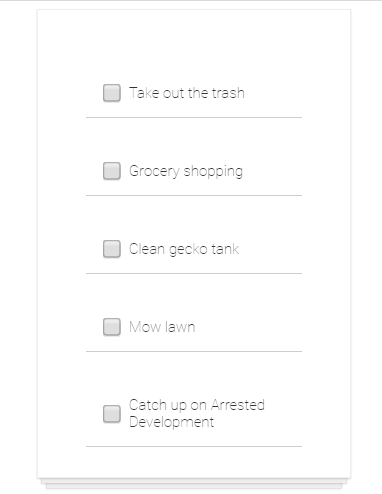 Take out the trash
Grocery shopping
Clean gecko tank
Mow lawn
Catch up on Arrested
Development